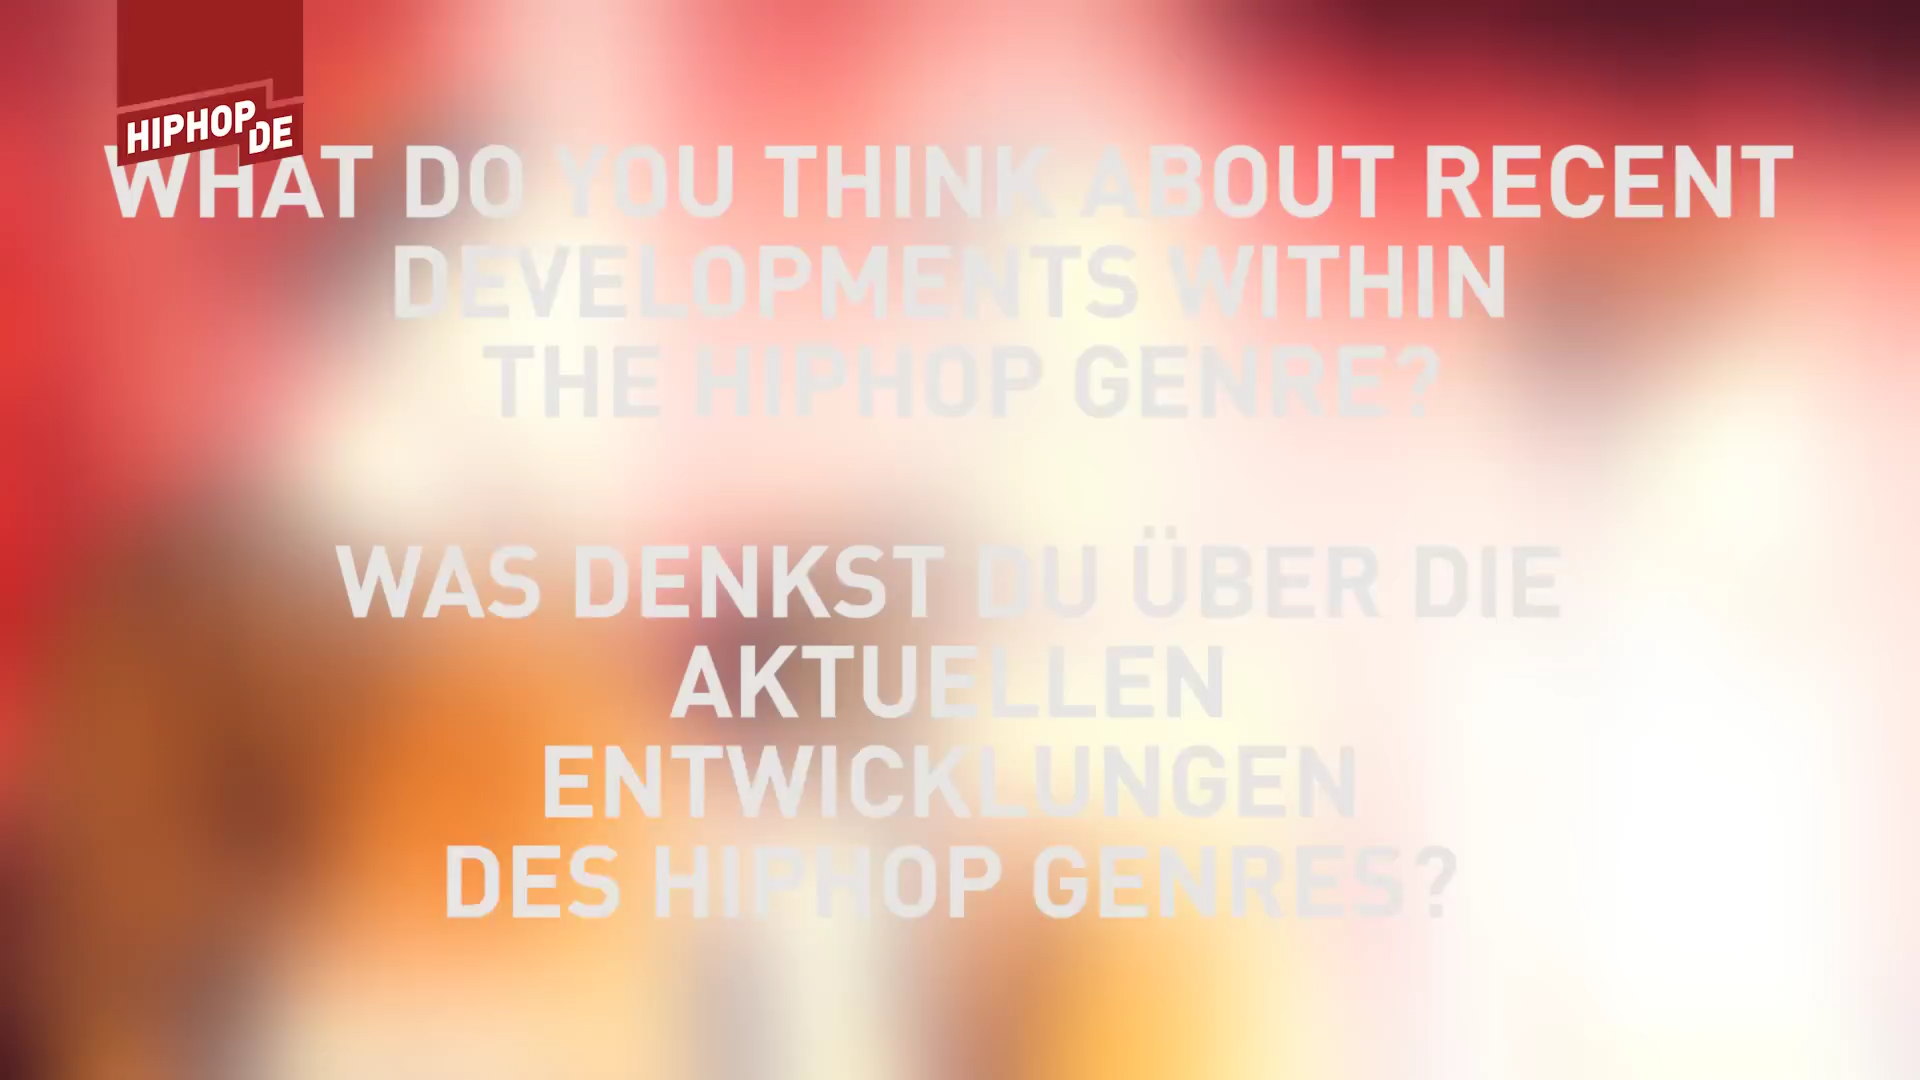 HIPHOP.DE
WHAT DO YOU THINK ABOUT RECENT
DEVELOPMENTS WITHIN
THE HIPHOP GENRE?
WAS DENKST DU ÜBER DIE
AKTUELLEN
ENTWICKLUNGEN
DES HIPHOP GENRES?